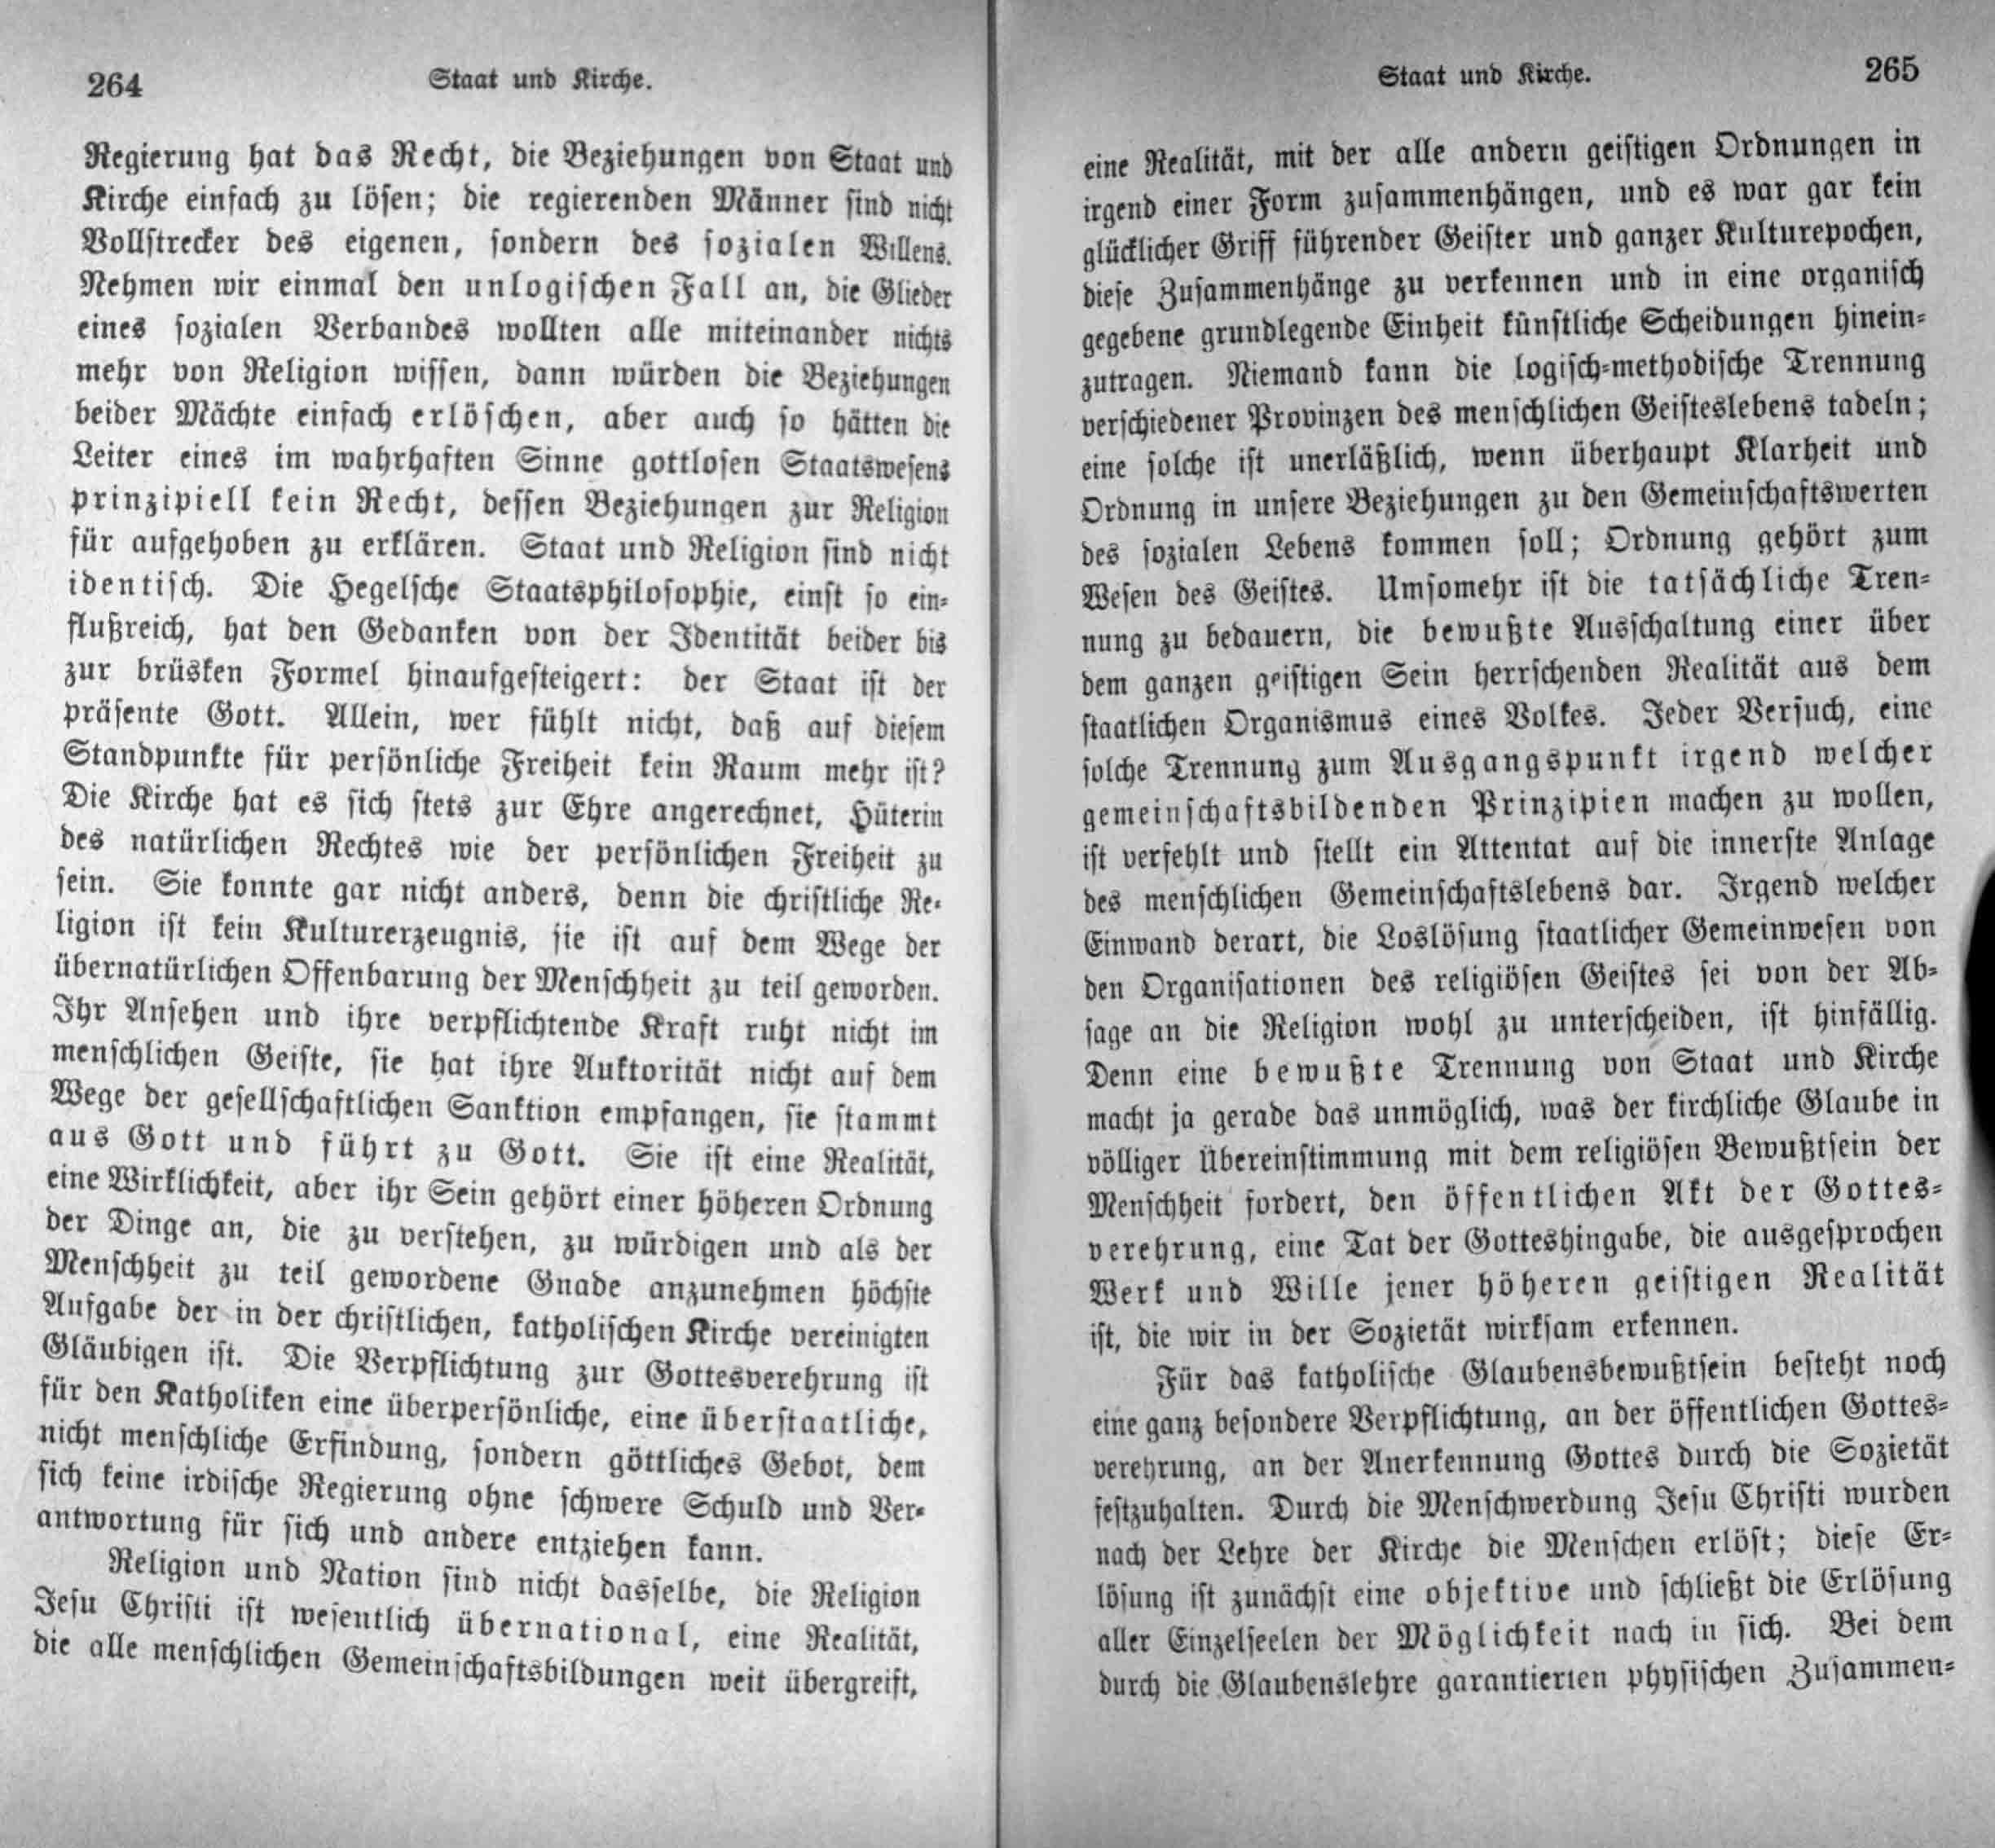 264
Staat und Kirche.
Regierung hat das Recht, die Beziehungen von Staat und
Kirche einfach zu lösen; die regierenden Männer sind nicht
Vollstrecker des eigenen, sondern des sozialen Willens.
Nehmen wir einmal den unlogischen Fall an, die Glieder
eines sozialen Verbandes wollten alle miteinander nichts
mehr von Religion wissen, dann würden die Beziehungen
beider Mächte einfach erlöschen, aber auch so hätten die
Leiter eines im wahrhaften Sinne gottlosen Staatswesens
prinzipiell kein Recht, dessen Beziehungen zur Religion
für aufgehoben zu erklären. Staat und Religion sind nicht
identisch. Die Hegelsche Staatsphilosophie, einst so ein-
flußreich, hat den Gedanken von der Identität beider bis
zur brüsken Formel hinaufgesteigert: der Staat ist der
präsente Gott. Allein, wer fühlt nicht, daß auf diesem
Standpunkte für persönliche Freiheit kein Raum mehr ist?
Die Kirche hat es sich stets zur Ehre angerechnet, Hüterin
des natürlichen Rechtes wie der persönlichen Freiheit zu
sein. Sie konnte gar nicht anders, denn die christliche Re-
ligion ist kein Kulturerzeugnis, sie ist auf dem Wege der
übernatürlichen Offenbarung der Menschheit zu teil geworden.
Ihr Ansehen und ihre verpflichtende Kraft ruht nicht im
menschlichen Geiste, sie hat ihre Auktorität nicht auf dem
Wege der gesellschaftlichen Sanktion empfangen, sie stammt
aus Gott und führt zu Gott. Sie ist eine Realität,
eine Wirklichkeit, aber ihr Sein gehört einer höheren Ordnung
der Dinge an, die zu verstehen, zu würdigen und als der
Menschheit zu teil gewordene Gnade anzunehmen höchste
Aufgabe der in der christlichen, katholischen Kirche vereinigten
Gläubigen ist. Die Verpflichtung zur Gottesverehrung ist
für den Katholiken eine überpersönliche, eine überstaatliche,
nicht menschliche Erfindung, sondern göttliches Gebot, dem
sich keine irdische Regierung ohne schwere Schuld und Ver-
antwortung für sich und andere entziehen kann.
Religion und Nation sind nicht dasselbe, die Religion
Jesu Christi ist wesentlich übernational, eine Realität,
die alle menschlichen Gemeinschaftsbildungen weit übergreift,
Staat und Kirche.
265
eine Realität, mit der alle andern geistigen Ordnungen in
irgend einer Form zusammenhängen, und es war gar kein
glücklicher Griff führender Geister und ganzer Kulturepochen,
diese Zusammenhänge zu verkennen und in eine organisch
gegebene grundlegende Einheit künstliche Scheidungen hinein-
zutragen. Niemand kann die logisch-methodische Trennung
verschiedener Provinzen des menschlichen Geisteslebens tadeln;
eine solche ist unerläßlich, wenn überhaupt Klarheit und
Ordnung in unsere Beziehungen zu den Gemeinschaftswerten
des sozialen Lebens kommen soll; Ordnung gehört zum
Wesen des Geistes. Umsomehr ist die tatsächliche Tren-
nung zu bedauern, die bewußte Ausschaltung einer über
dem ganzen geistigen Sein herrschenden Realität aus dem
staatlichen Organismus eines Volkes. Jeder Versuch, eine
solche Trennung zum Ausgangspunkt irgend welcher
gemeinschaftsbildenden Prinzipien machen zu wollen,
ist verfehlt und stellt ein Attentat auf die innerste Anlage
des menschlichen Gemeinschaftslebens dar. Irgend welcher
Einwand derart, die Loslösung staatlicher Gemeinwesen von
den Organisationen des religiösen Geistes sei von der Ab-
sage an die Religion wohl zu unterscheiden, ist hinfällig.
Denn eine bewußte Trennung von Staat und Kirche
macht ja gerade das unmöglich, was der kirchliche Glaube in
völliger Übereinstimmung mit dem religiösen Bewußtsein der
Menschheit fordert, den öffentlichen Akt der Gottes-
verehrung, eine Tat der Gotteshingabe, die ausgesprochen
Werk und Wille jener höheren geistigen Realität
ist, die wir in der Sozietät wirksam erkennen.
Für das katholische Glaubensbewußtsein besteht noch
eine ganz besondere Verpflichtung, an der öffentlichen Gottes-
verehrung, an der Anerkennung Gottes durch die Sozietät
festzuhalten. Durch die Menschwerdung Jesu Christi wurden
nach der Lehre der Kirche die Menschen erlöst; diese Er-
lösung ist zunächst eine objektive und schließt die Erlösung
aller Einzelseelen der Möglichkeit nach in sich. Bei dem
durch die Glaubenslehre garantierten physischen Zusammen-